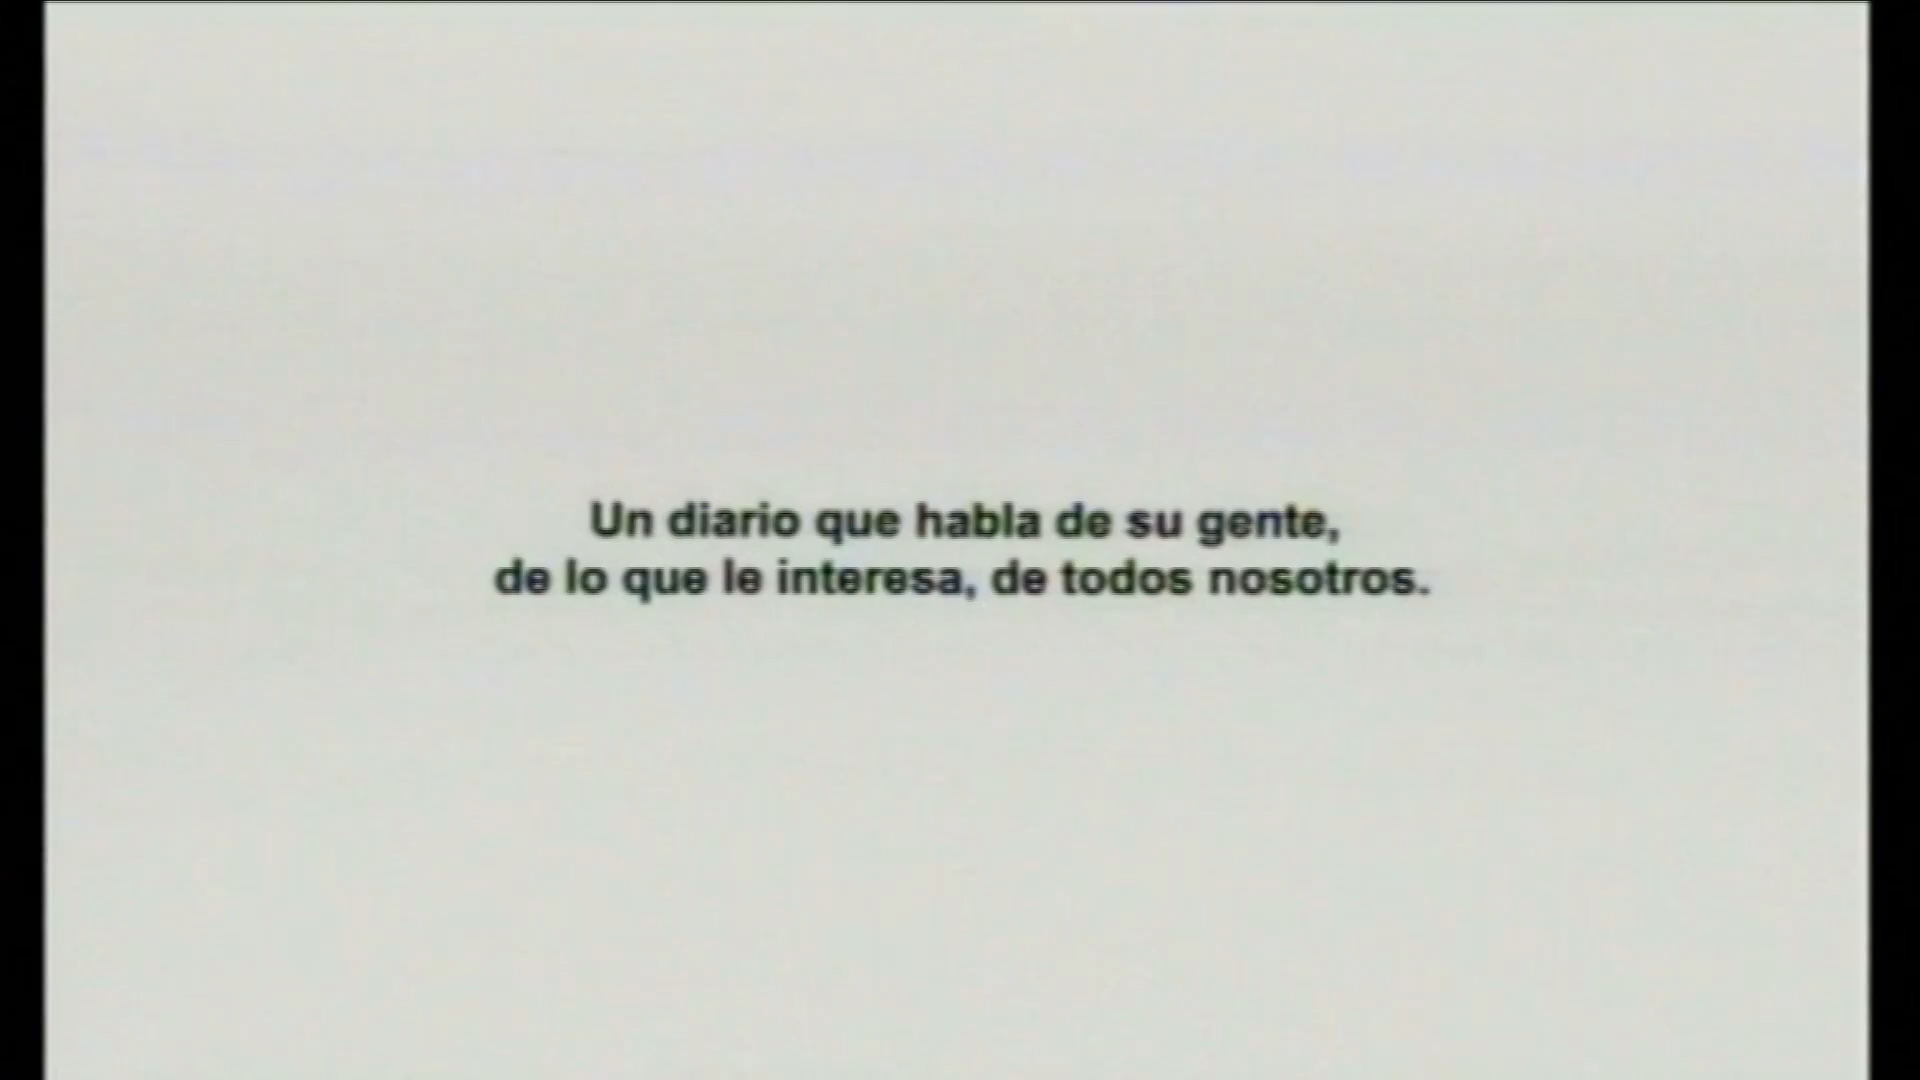 Un diario que habla de su gente,
de lo que le interesa, de todos nosotros.